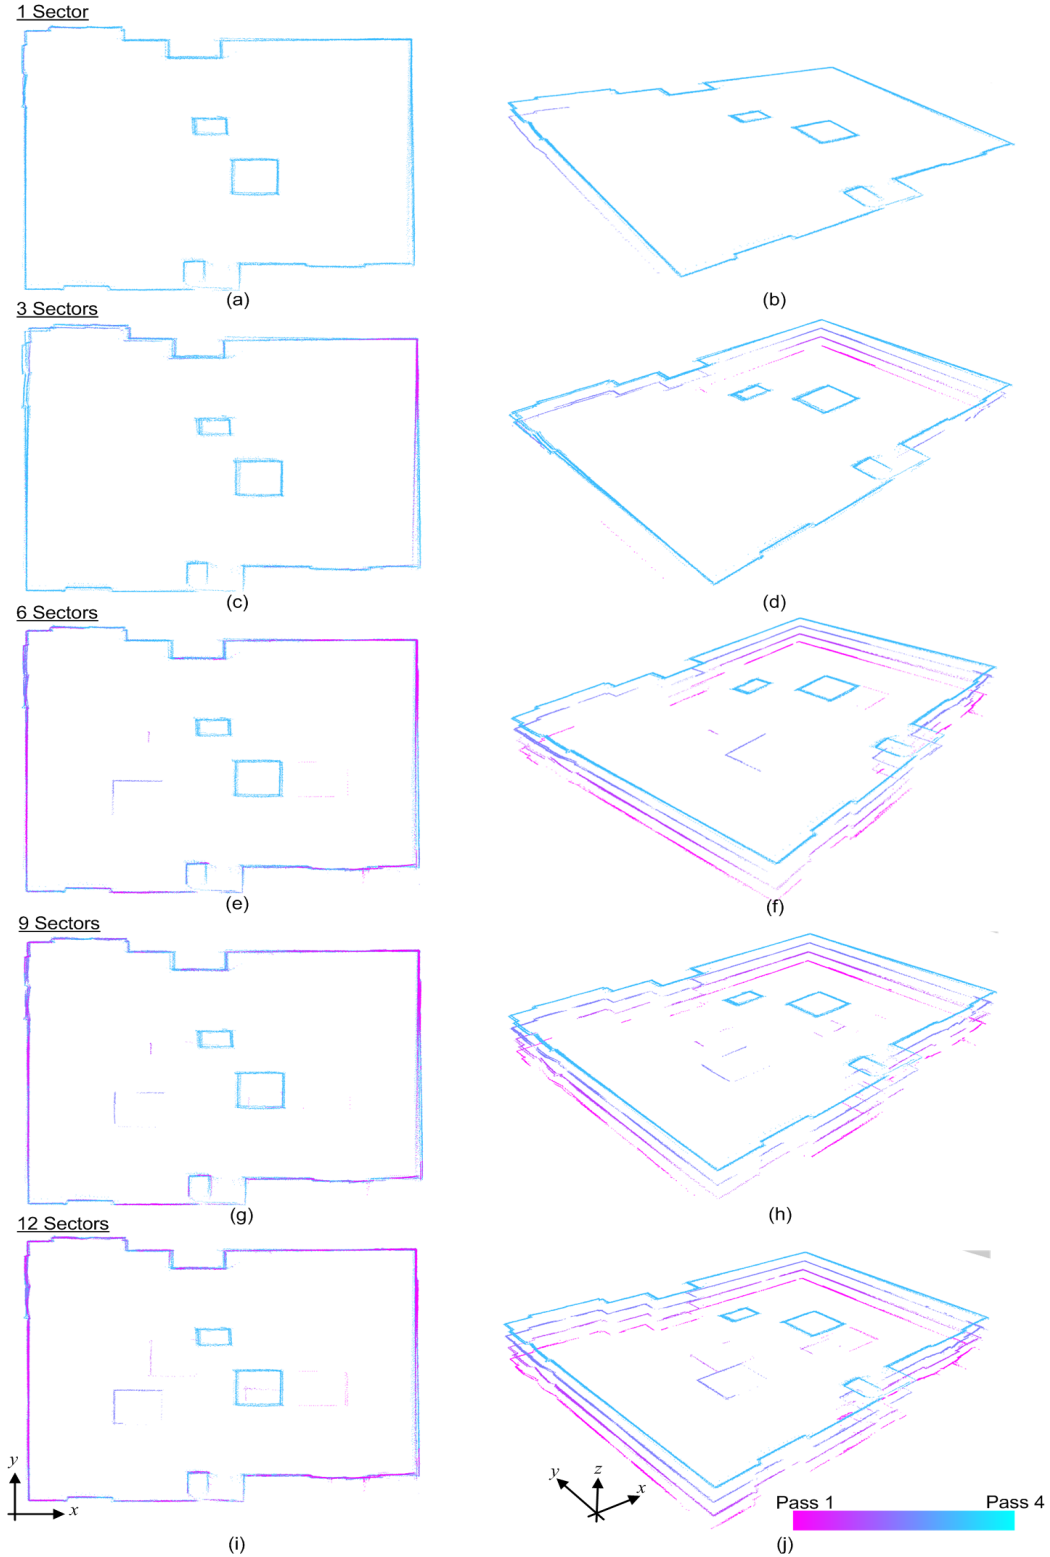 1 Sector
(a)
(b)
3 Sectors
(c)
(d)
6 Sectors
(e)
(f)
9 Sectors
(g)
(h)
12 Sectors
y
x
(i)
y
z
x
Pass 1
Pass 4
(j)